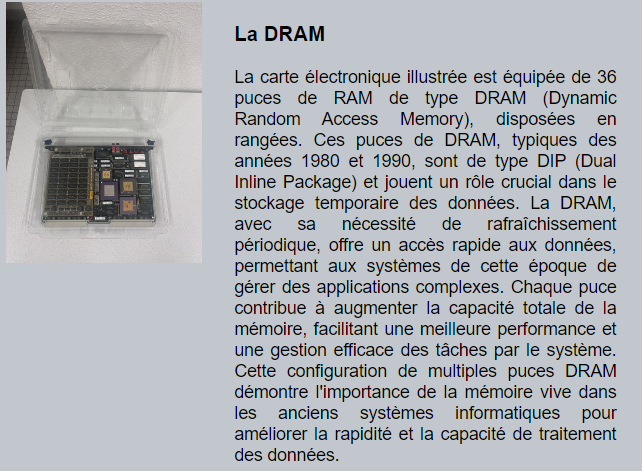 La DRAM
La carte électronique illustrée est équipée de 36
puces de RAM de type DRAM (Dynamic
Random Access Memory), disposées en
rangées. Ces puces de DRAM, typiques des
années 1980 et 1990, sont de type DIP (Dual
Inline Package) et jouent un rôle crucial dans le
stockage temporaire des données. La DRAM,
avec sa nécessité de rafraîchissement
périodique, offre un accès rapide aux données,
permettant aux systèmes de cette époque de
gérer des applications complexes. Chaque puce
contribue à augmenter la capacité totale de la
mémoire, facilitant une meilleure performance et
une gestion efficace des tâches par le système.
Cette configuration de multiples puces DRAM
démontre l'importance de la mémoire vive dans
les anciens systèmes informatiques pour
améliorer la rapidité et la capacité de traitement
des données.